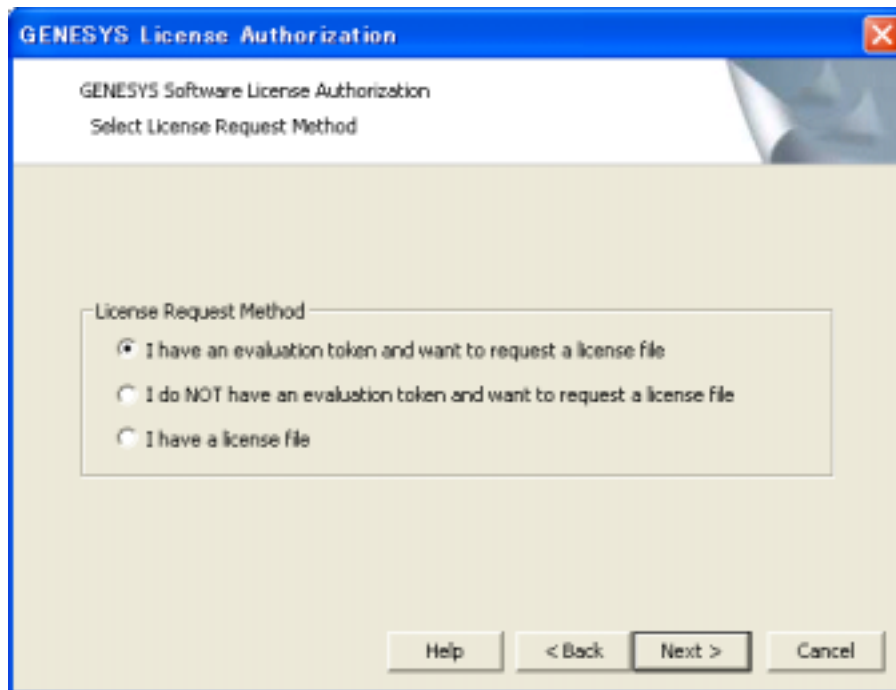 GENESYS License Authorization
GENESYS Software License Authorization
Select License Request Method
License Request Method
I have an evaluation token and want to request a license file
I do NOT have an evaluation token and want to request a license file
I have a license file
Help < Back Next > Cancel